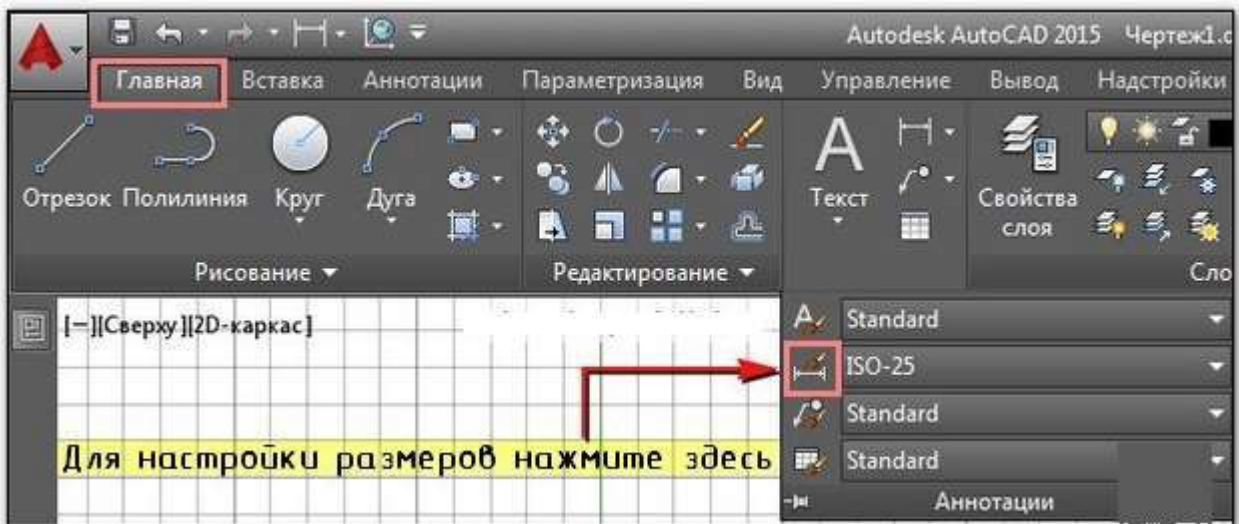 Autodesk AutoCAD 2015 Чертеж1.d
Главная Вставка Аннотации Параметризация Вид Управление Вывод Надстройки
Отрезок Полилиния Круг Дуга Текст Свойства слоя
Рисование Редактирование Сло
[—][Сверху][2D-каркас]
Standard
ISO-25
Standard
Для настройки размеров нажмите здесь
Standard
Аннотации